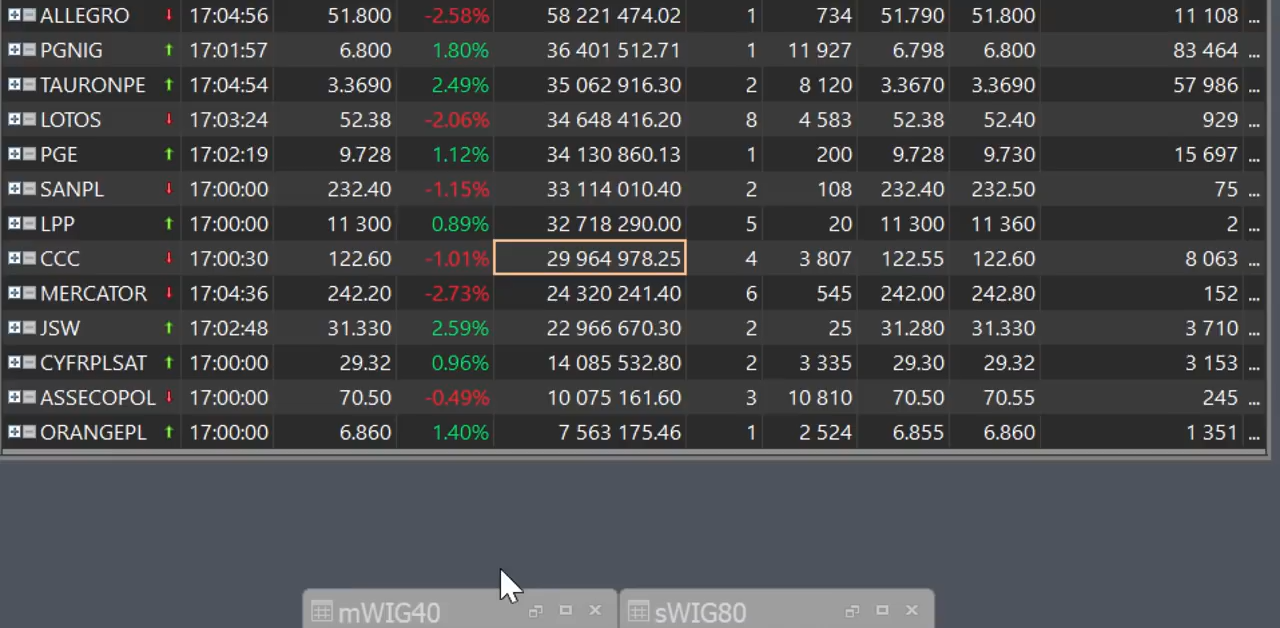 ALLEGRO 17:04:56 51.800 -2.58% 58 221 474.02 1 734 51.790 51.800 11 108 ...
PGNIG 17:01:57 6.800 1.80% 36 401 512.71 1 11 927 6.798 6.800 83 464 ...
TAURONPE 17:04:54 3.3690 2.49% 35 062 916.30 2 8 120 3.3670 3.3690 57 986 ...
LOTOS 17:03:24 52.38 -2.06% 34 648 416.20 8 4 583 52.38 52.40 929 ...
PGE 17:02:19 9.728 1.12% 34 130 860.13 1 200 9.728 9.730 15 697 ...
SANPL 17:00:00 232.40 -1.15% 33 114 010.40 2 108 232.40 232.50 75 ...
LPP 17:00:00 11 300 0.89% 32 718 290.00 5 20 11 300 11 360 2 ...
CCC 17:00:30 122.60 -1.01% 29 964 978.25 4 3 807 122.55 122.60 8 063 ...
MERCATOR 17:04:36 242.20 -2.73% 24 320 241.40 6 545 242.00 242.80 152 ...
JSW 17:02:48 31.330 2.59% 22 966 670.30 2 25 31.280 31.330 3 710 ...
CYFRPLSAT 17:00:00 29.32 0.96% 14 085 532.80 2 3 335 29.30 29.32 3 153 ...
ASSECOPOL 17:00:00 70.50 -0.49% 10 075 161.60 3 10 810 70.50 70.55 245 ...
ORANGEPL 17:00:00 6.860 1.40% 7 563 175.46 1 2 524 6.855 6.860 1 351 ...
mWIG40 sWIG80